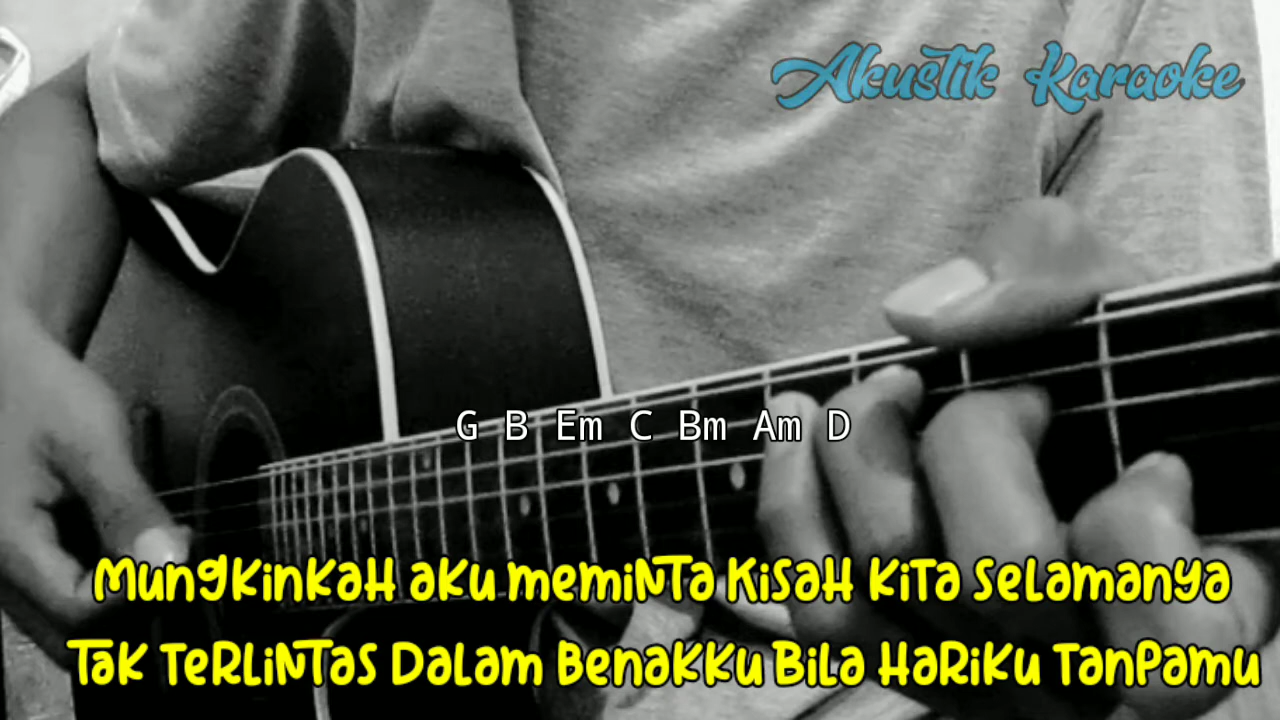 Akustik Karaoke
G B Em C Bm Am D
Mungkinkah aku meminta kisah kita selamanya
Tak terlintas dalam benakku bila hariku tanpamu